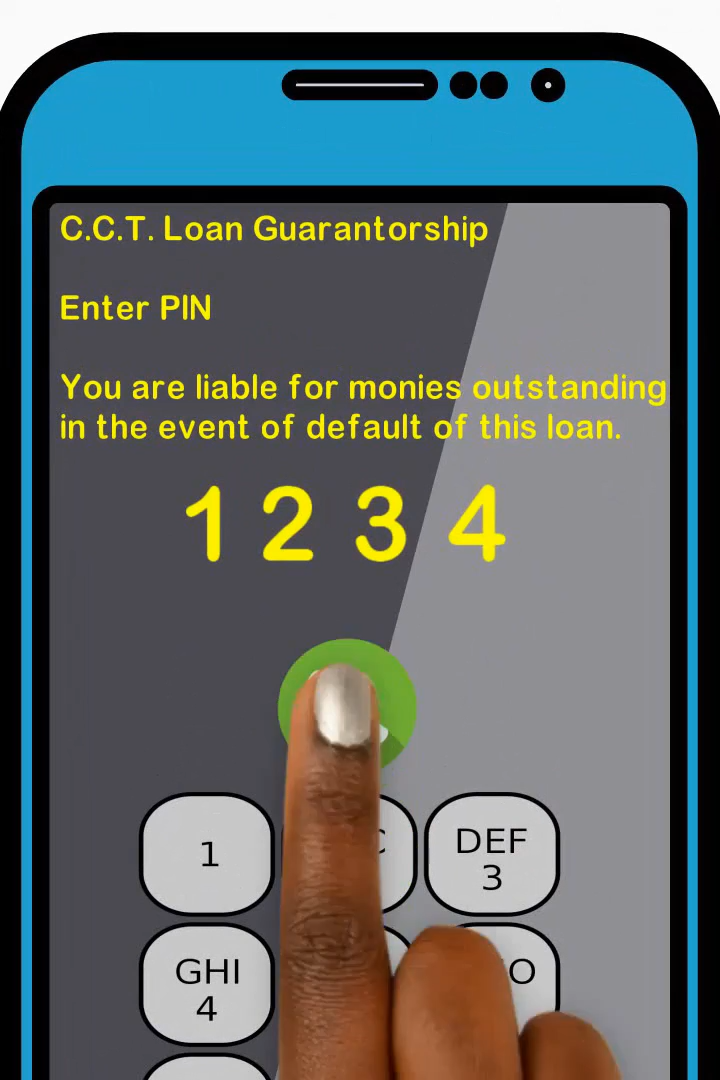 C.C.T. Loan Guarantorship
Enter PIN
You are liable for monies outstanding
in the event of default of this loan.
1 2 3 4
1
DEF
3
GHI
4